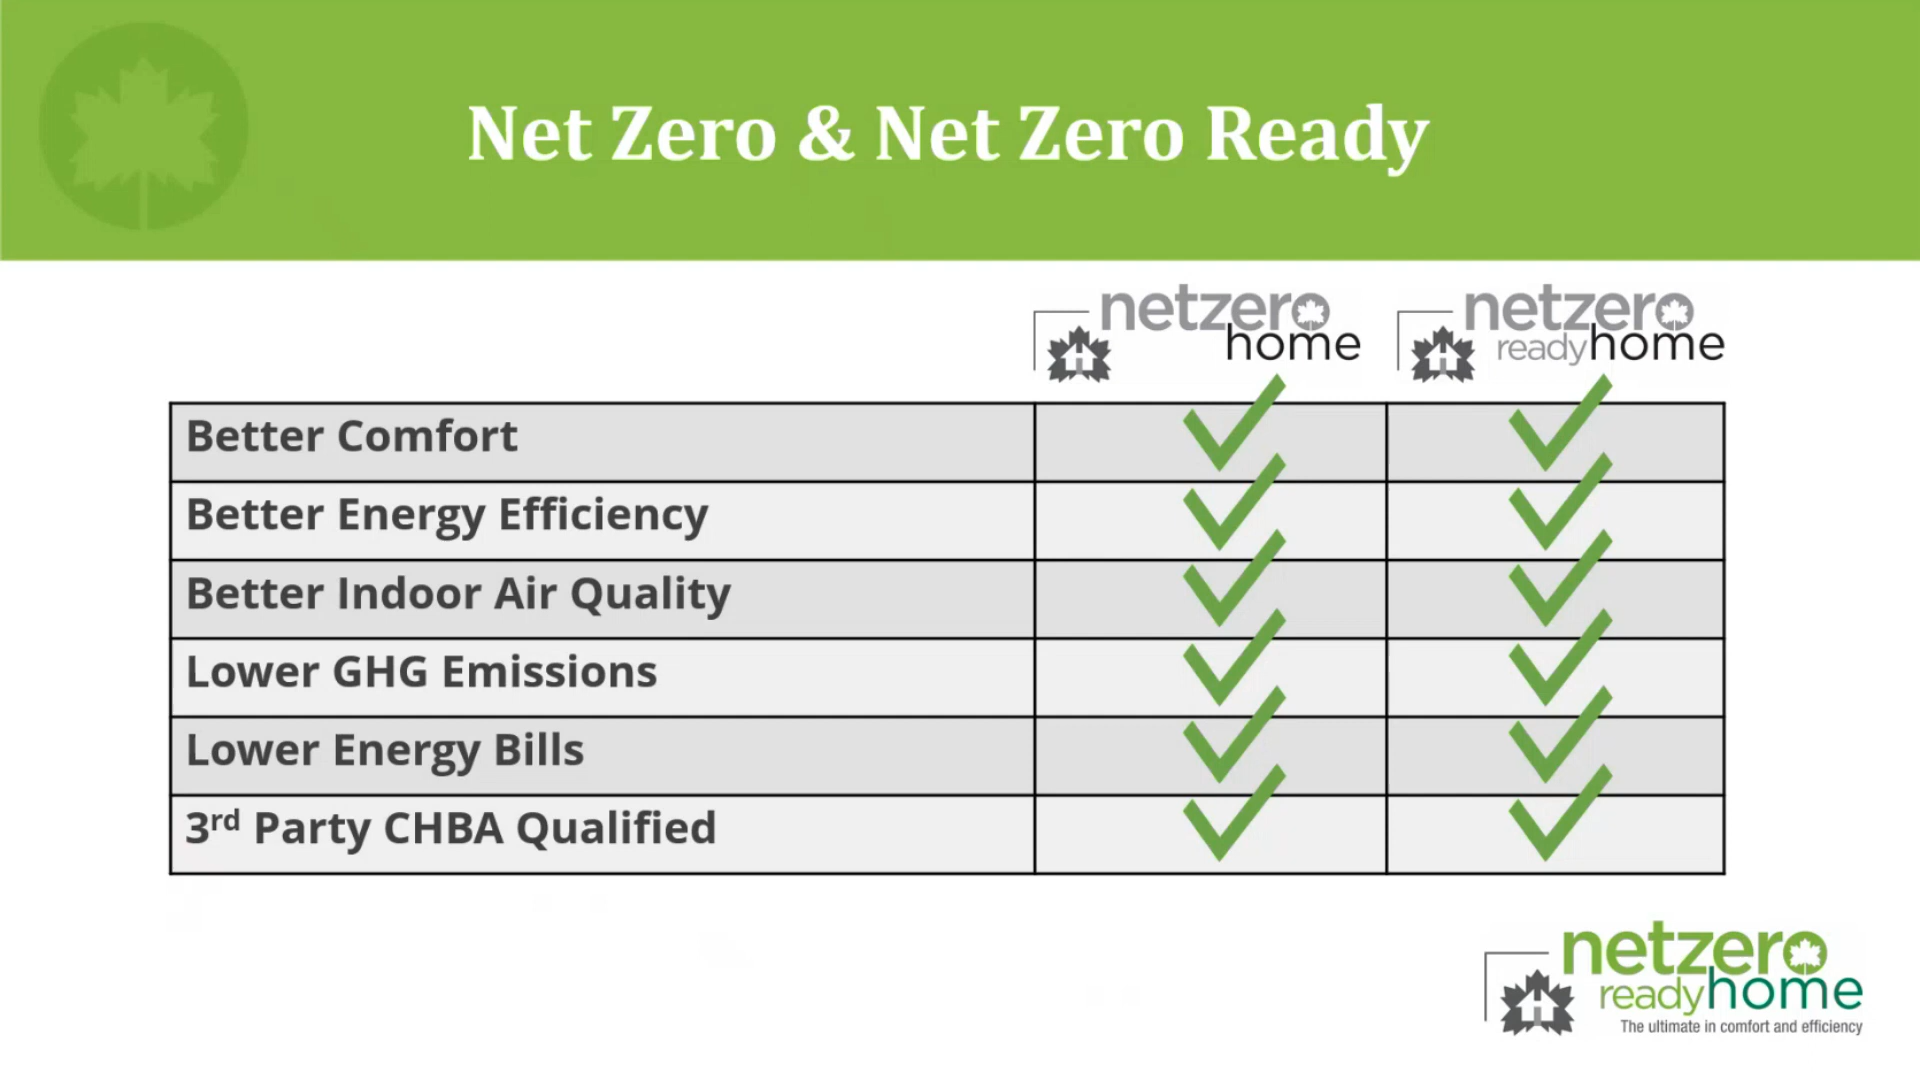 Net Zero & Net Zero Ready
netzero
home
netzero
readyhome
Better Comfort
Better Energy Efficiency
Better Indoor Air Quality
Lower GHG Emissions
Lower Energy Bills
3rd Party CHBA Qualified
netzero
readyhome
The ultimate in comfort and efficiency